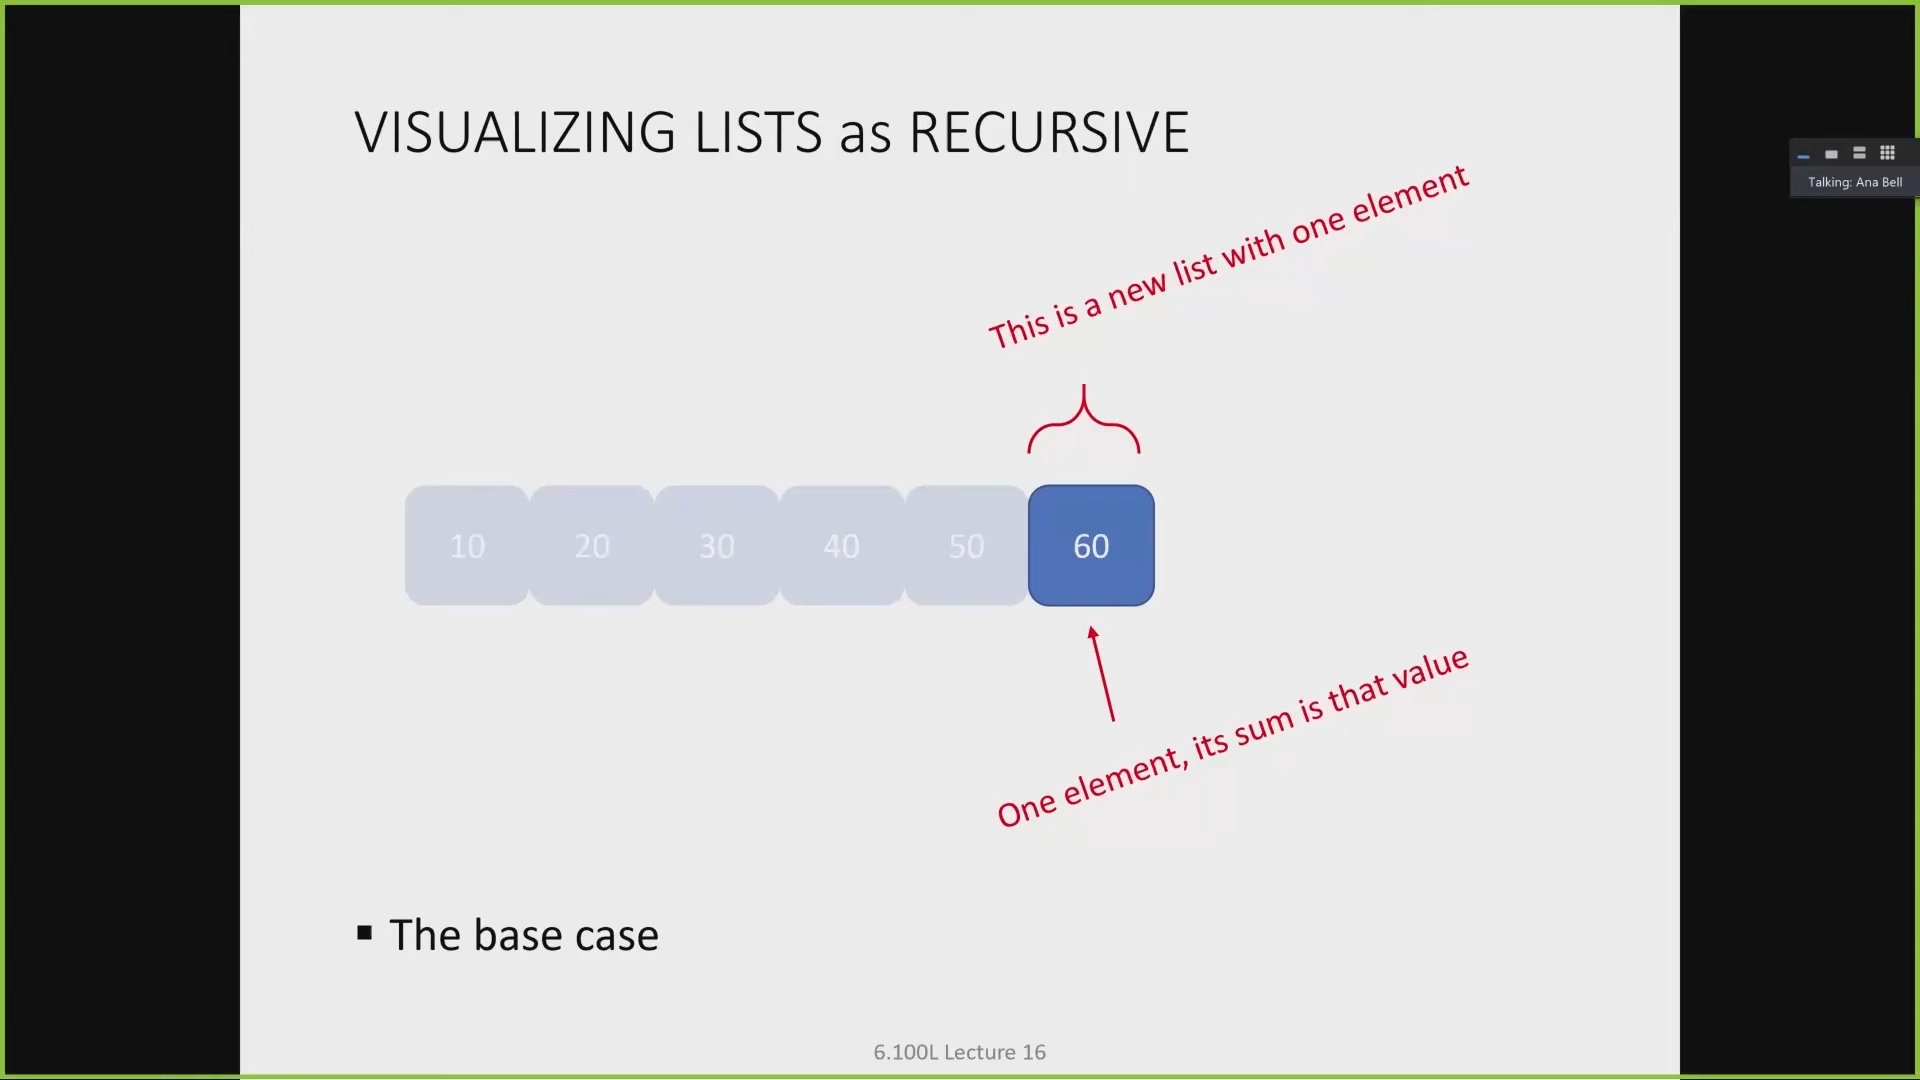 VISUALIZING LISTS as RECURSIVE
Talking: Ana Bell
This is a new list with one element
10 20 30 40 50 60
One element, its sum is that value
▪ The base case
6.100L Lecture 16